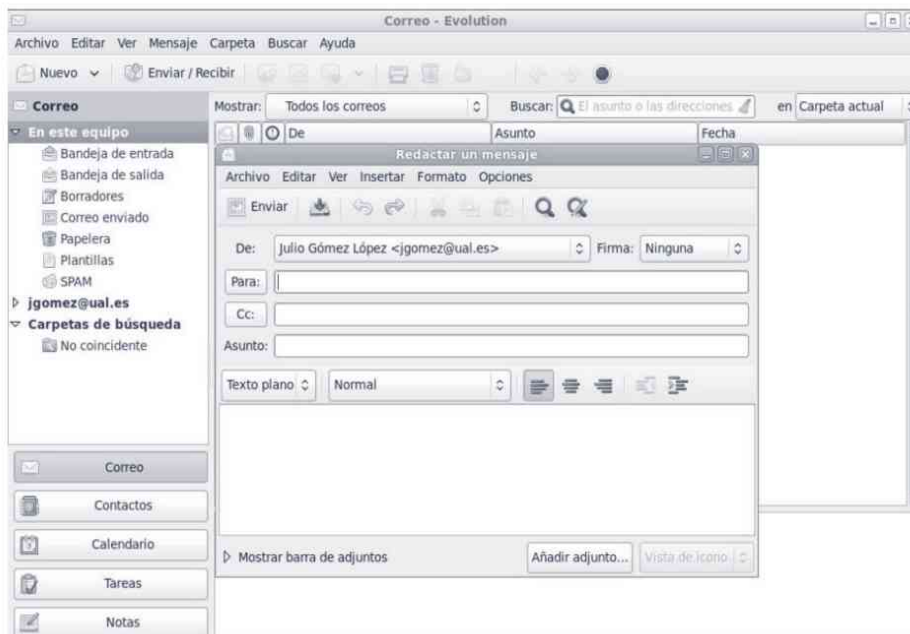 Correo - Evolution
Archivo Editar Ver Mensaje Carpeta Buscar Ayuda
Nuevo Enviar / Recibir
Correo
Mostrar: Todos los correos Buscar: El asunto o las direcciones en Carpeta actual
En este equipo
De Asunto Fecha
Bandeja de entrada
Bandeja de salida
Borradores
Correo enviado
Papelera
Plantillas
SPAM
jgomez@ual.es
Carpetas de búsqueda
No coincidente
Correo
Contactos
Calendario
Tareas
Notas
Redactar un mensaje
Archivo Editar Ver Insertar Formato Opciones
Enviar
De: Julio Gómez López <jgomez@ual.es> Firma: Ninguna
Para:
Cc:
Asunto:
Texto plano Normal
Mostrar barra de adjuntos Añadir adjunto... Vista de icono